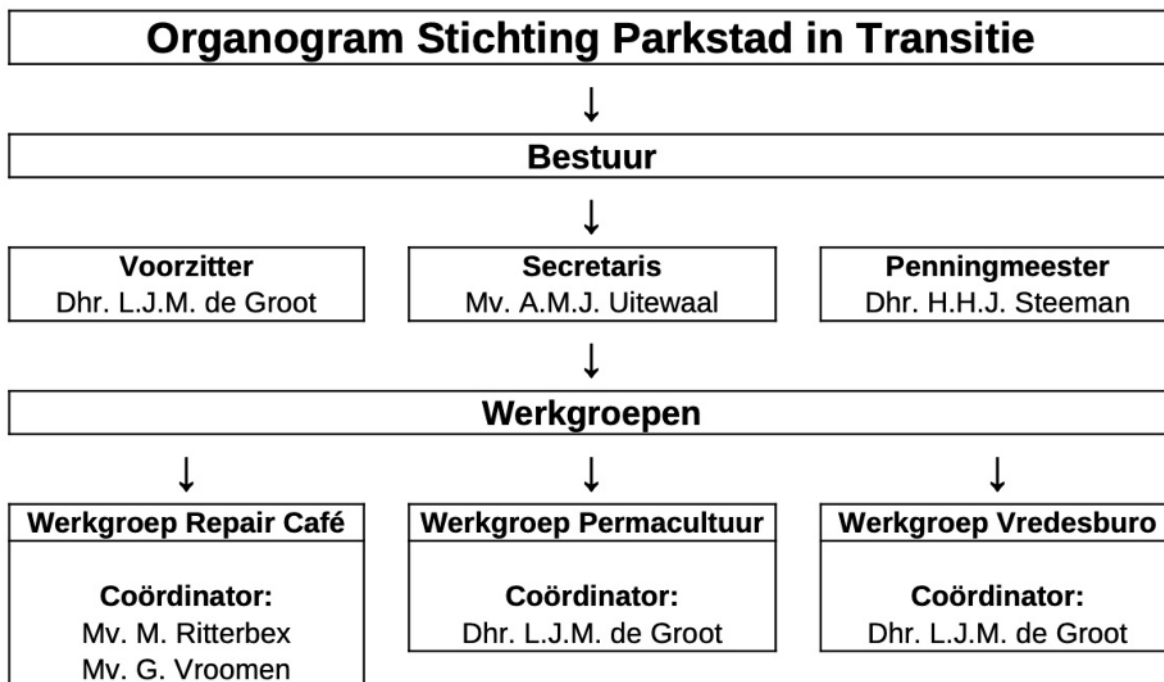 Organogram Stichting Parkstad in Transitie
↓
Bestuur
↓
Voorzitter
Dhr. L.J.M. de Groot
Secretaris
Mv. A.M.J. Uitewaal
Penningmeester
Dhr. H.H.J. Steeman
↓
Werkgroepen
↓ ↓ ↓
Werkgroep Repair Café
Coördinator:
Mv. M. Ritterbex
Mv. G. Vroomen
Werkgroep Permacultuur
Coördinator:
Dhr. L.J.M. de Groot
Werkgroep Vredesburo
Coördinator:
Dhr. L.J.M. de Groot